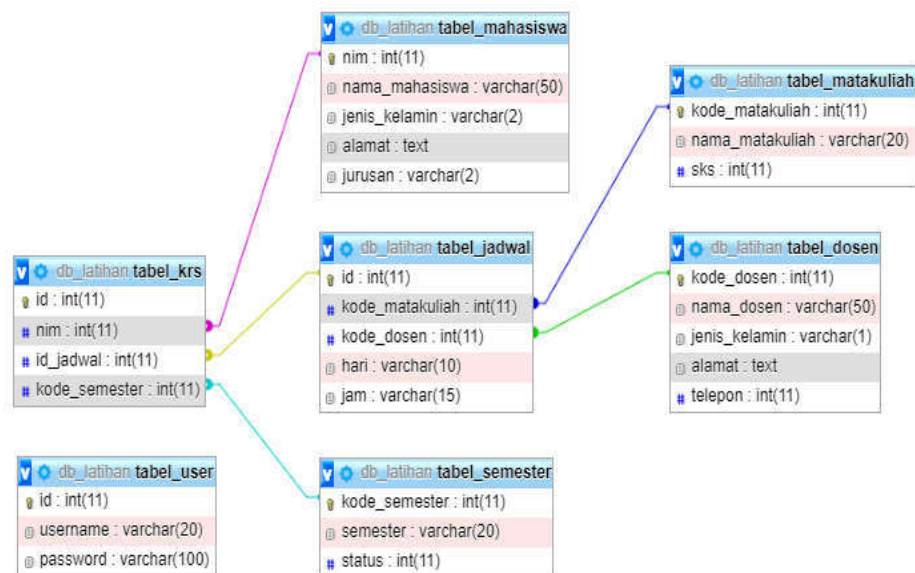 db_latihan tabel_mahasiswa
nim : int(11)
nama_mahasiswa : varchar(50)
jenis_kelamin : varchar(2)
alamat : text
jurusan : varchar(2)
db_latihan tabel_matakuliah
kode_matakuliah : int(11)
nama_matakuliah : varchar(20)
sks : int(11)
db_latihan tabel_krs
id : int(11)
nim : int(11)
id_jadwal : int(11)
kode_semester : int(11)
db_latihan tabel_jadwal
id : int(11)
kode_matakuliah : int(11)
kode_dosen : int(11)
hari : varchar(10)
jam : varchar(15)
db_latihan tabel_dosen
kode_dosen : int(11)
nama_dosen : varchar(50)
jenis_kelamin : varchar(1)
alamat : text
telepon : int(11)
db_latihan tabel_user
id : int(11)
username : varchar(20)
password : varchar(100)
db_latihan tabel_semester
kode_semester : int(11)
semester : varchar(20)
status : int(11)